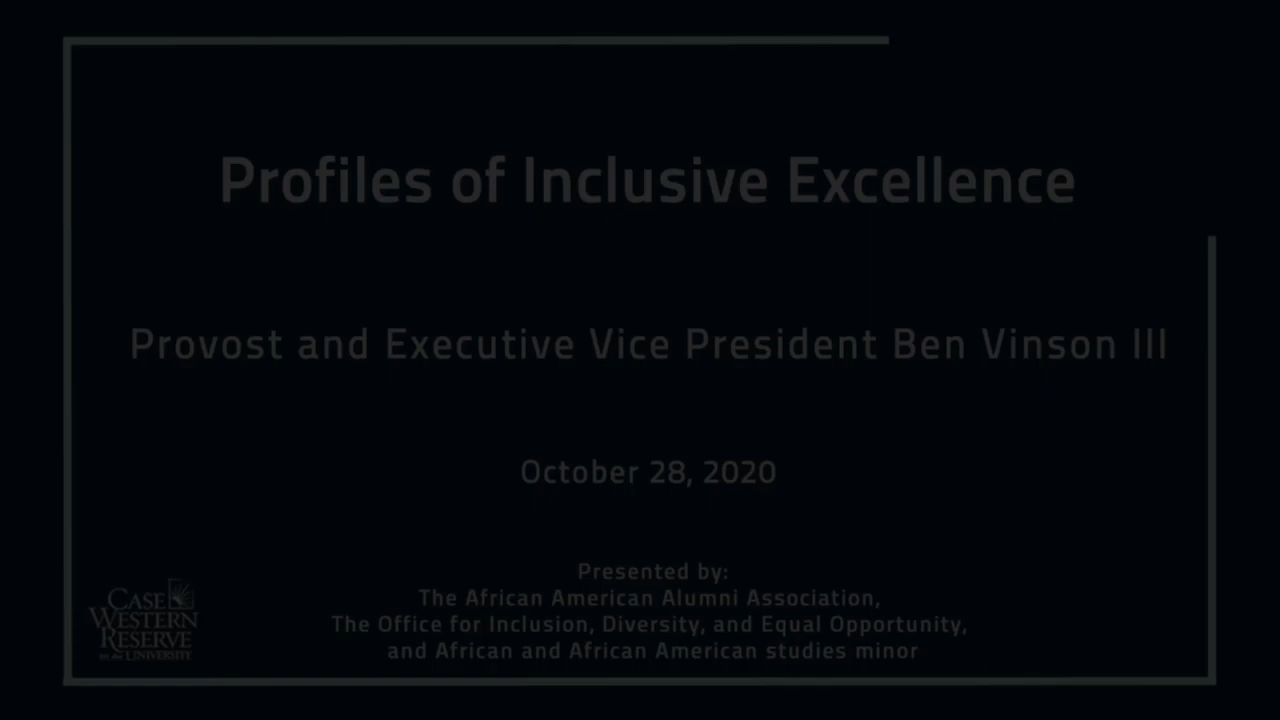 Profiles of Inclusive Excellence
Provost and Executive Vice President Ben Vinson III
October 28, 2020
Presented by:
The African American Alumni Association,
The Office for Inclusion, Diversity, and Equal Opportunity,
and African and African American studies minor
CASE
WESTERN
RESERVE
UNIVERSITY